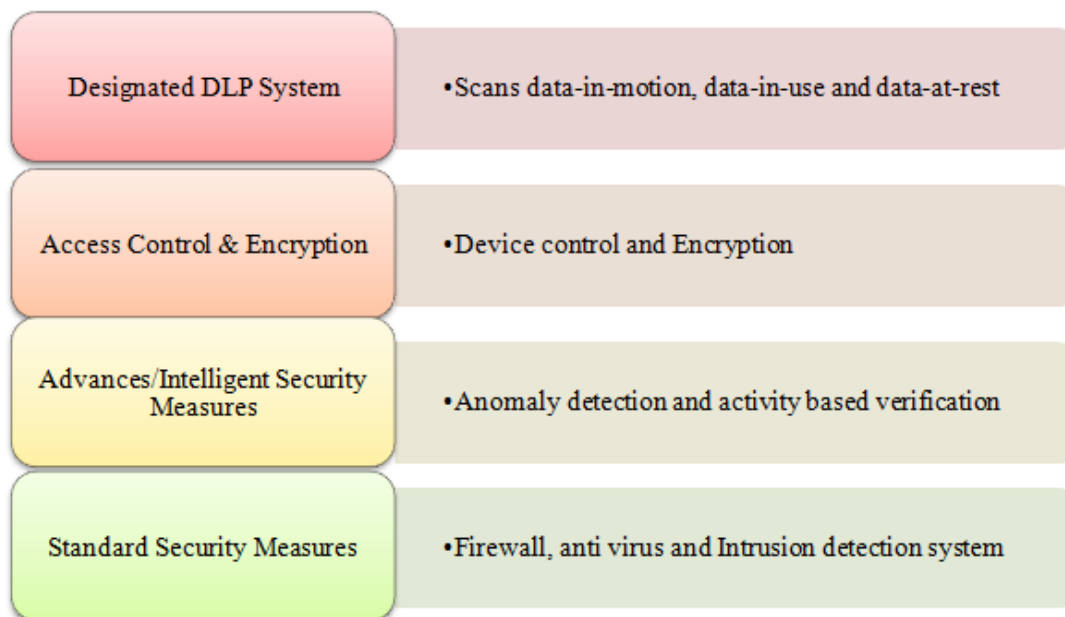 Designated DLP System
•Scans data-in-motion, data-in-use and data-at-rest
Access Control & Encryption
•Device control and Encryption
Advances/Intelligent Security
Measures
•Anomaly detection and activity based verification
Standard Security Measures
•Firewall, anti virus and Intrusion detection system